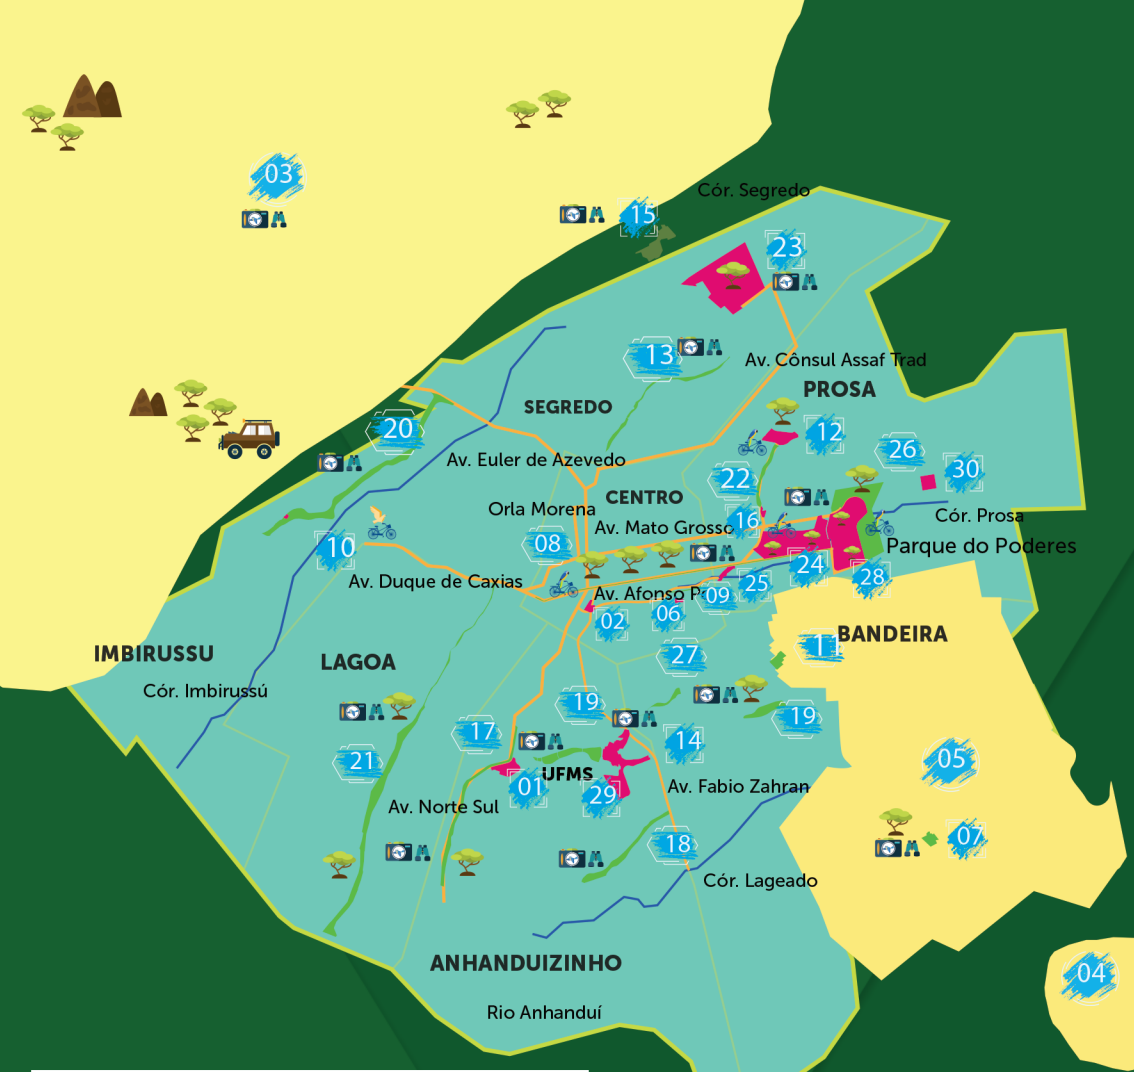 03
Cór. Segredo
15
23
13
Av. Cônsul Assaf Trad
PROSA
SEGREDO
20
12
26
Av. Euler de Azevedo
22
30
CENTRO
Orla Morena
Av. Mato Grosso
16
Cór. Prosa
10
08
Parque do Poderes
24
28
Av. Duque de Caxias
25
Av. Afonso P
09
02
06
BANDEIRA
11
IMBIRUSSU
LAGOA
27
Cór. Imbirussú
19
19
17
14
21
05
UFMS
01
29
Av. Fabio Zahran
Av. Norte Sul
07
18
Cór. Lageado
ANHANDUIZINHO
04
Rio Anhanduí